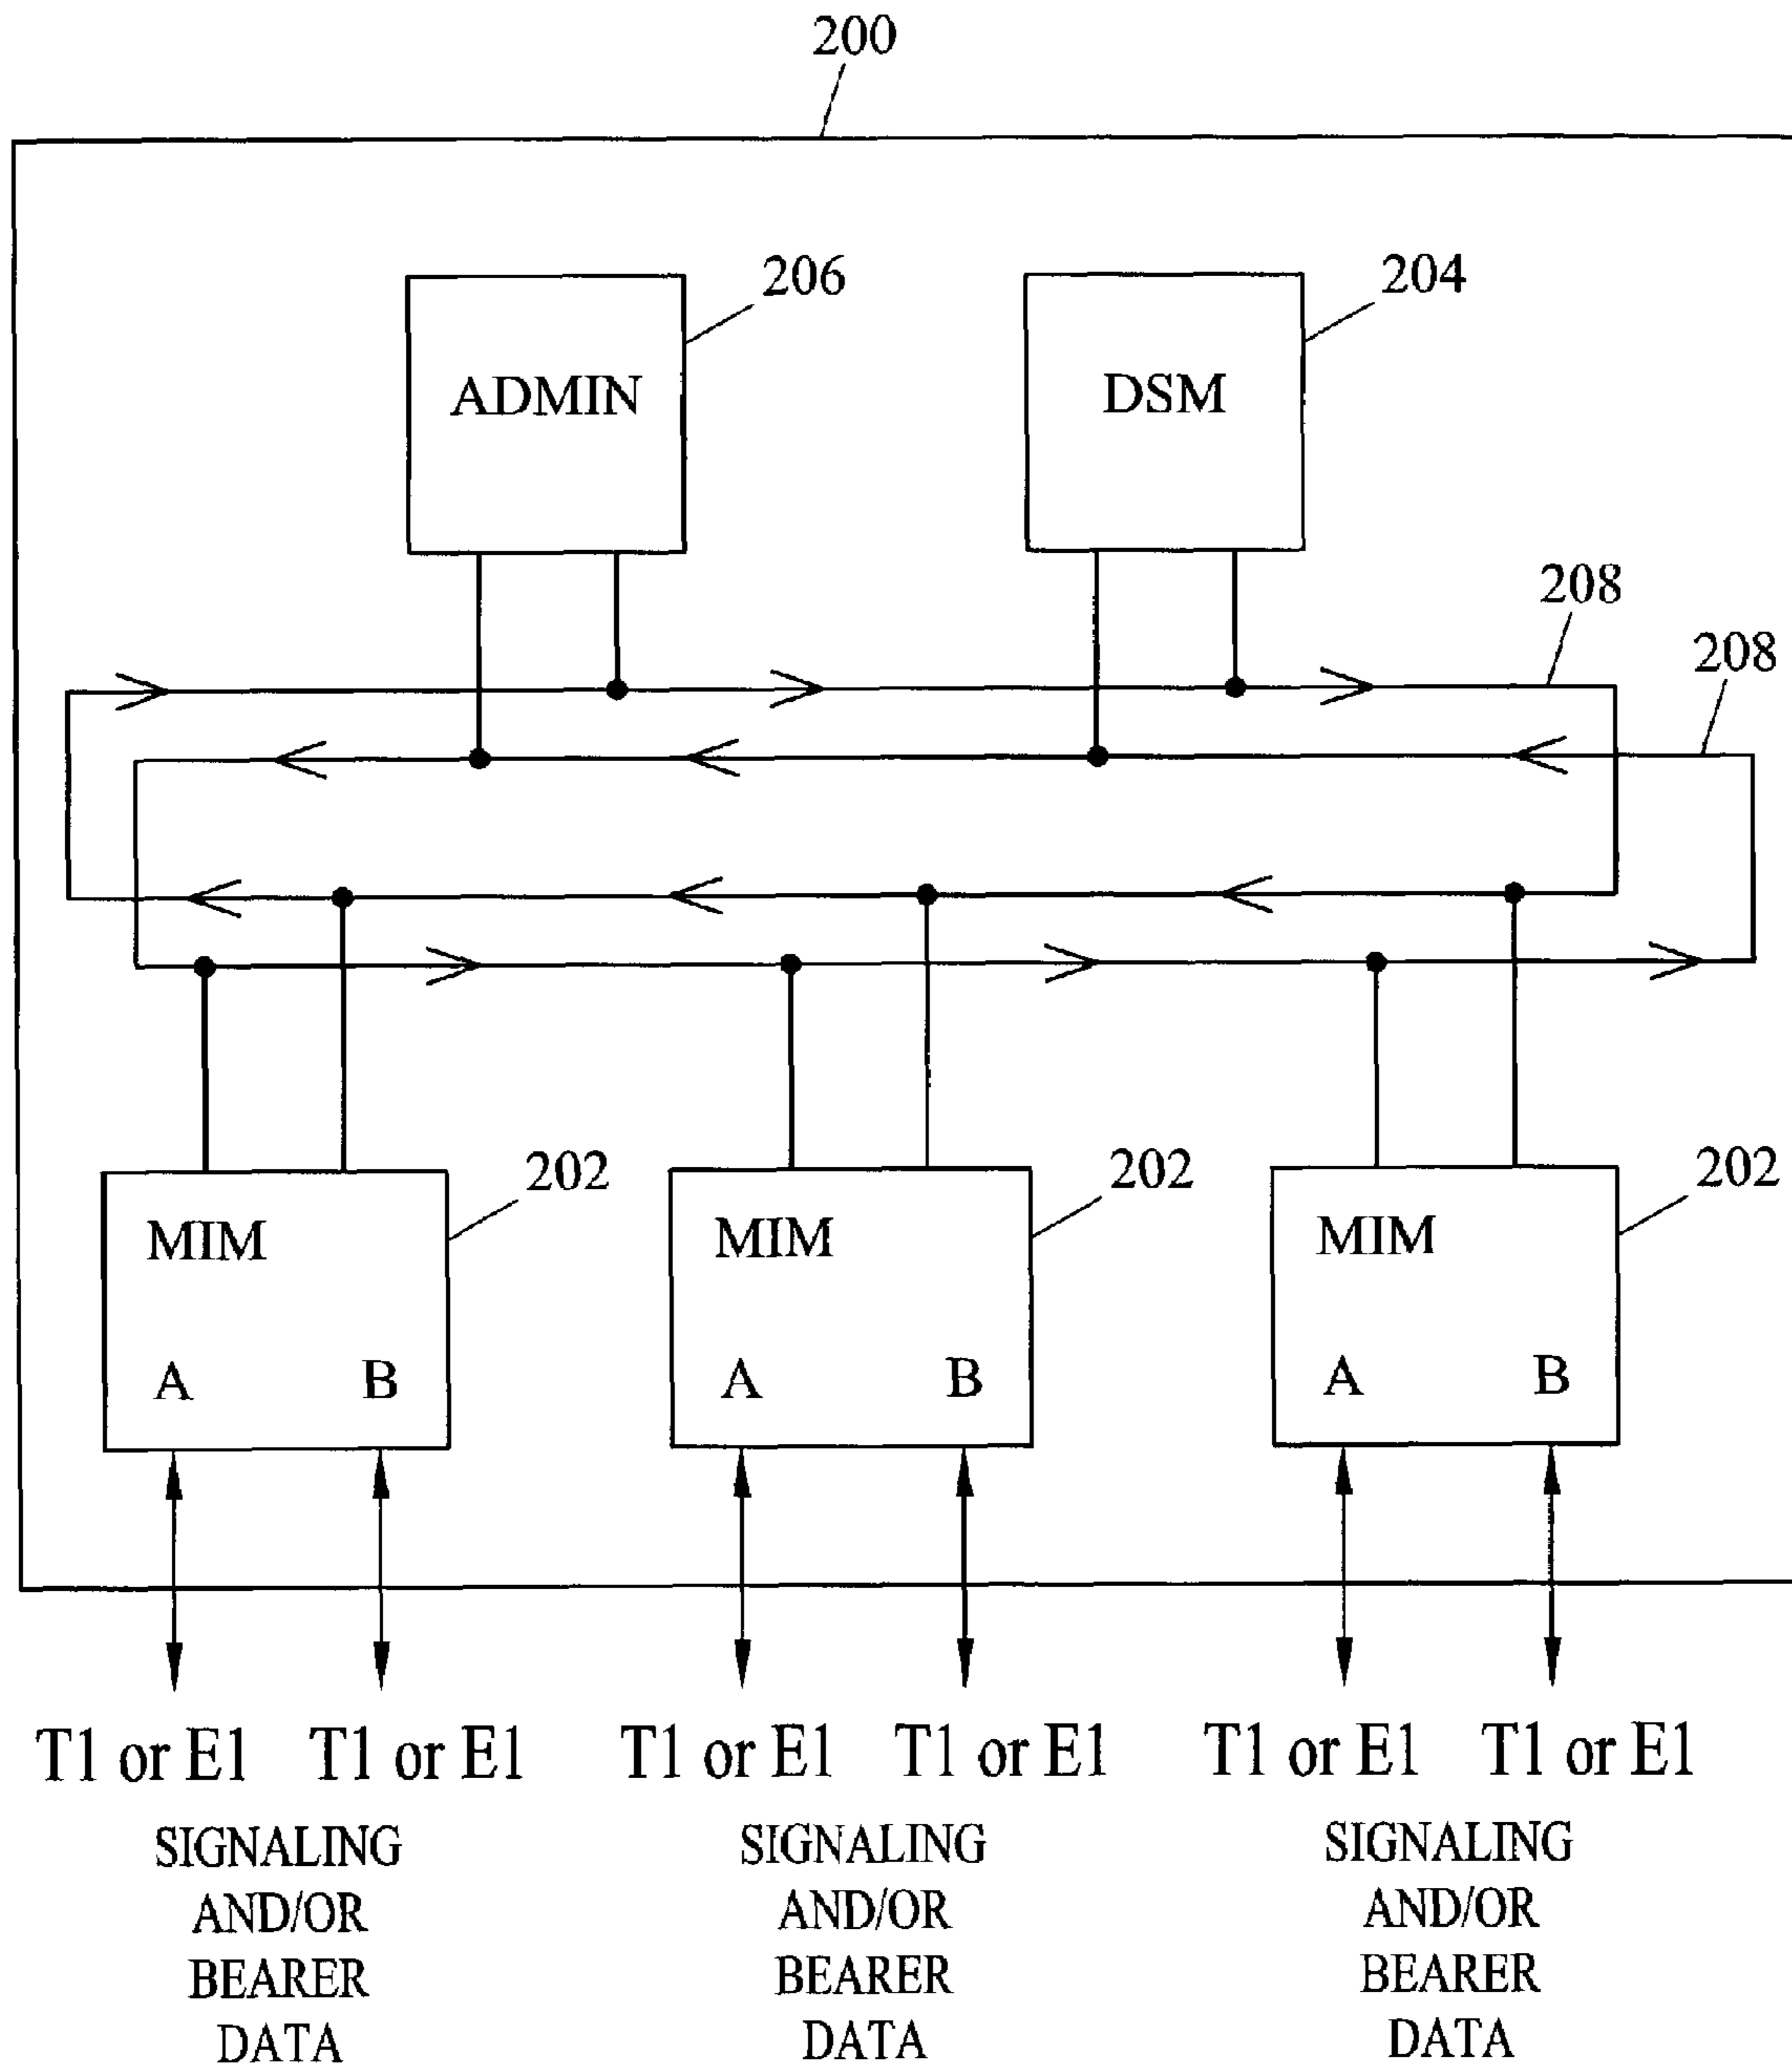 200
206
204
ADMIN
DSM
208
208
202
202
202
MIM
MIM
MIM
A B
A B
A B
T1 or E1 T1 or E1
T1 or E1 T1 or E1
T1 or E1 T1 or E1
SIGNALING
AND/OR
BEARER
DATA
SIGNALING
AND/OR
BEARER
DATA
SIGNALING
AND/OR
BEARER
DATA